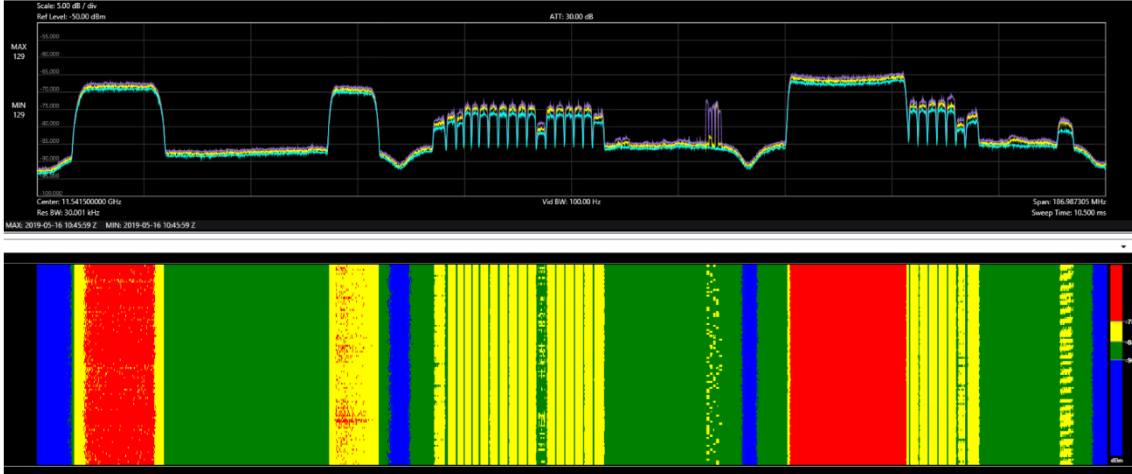 Scale: 5.00 dB / div
Ref Level: -50.00 dBm
ATT: 30.00 dB
-55.000
MAX
129
-60.000
-65.000
-70.000
MIN
129
-75.000
-80.000
-85.000
-90.000
-95.000
-100.000
Center: 11.541500000 GHz
Vid BW: 100.00 Hz
Span: 186.987305 MHz
Res BW: 30.001 kHz
Sweep Time: 10.500 ms
MAX: 2019-05-16 10:45:59 Z MIN: 2019-05-16 10:45:59 Z
dBm